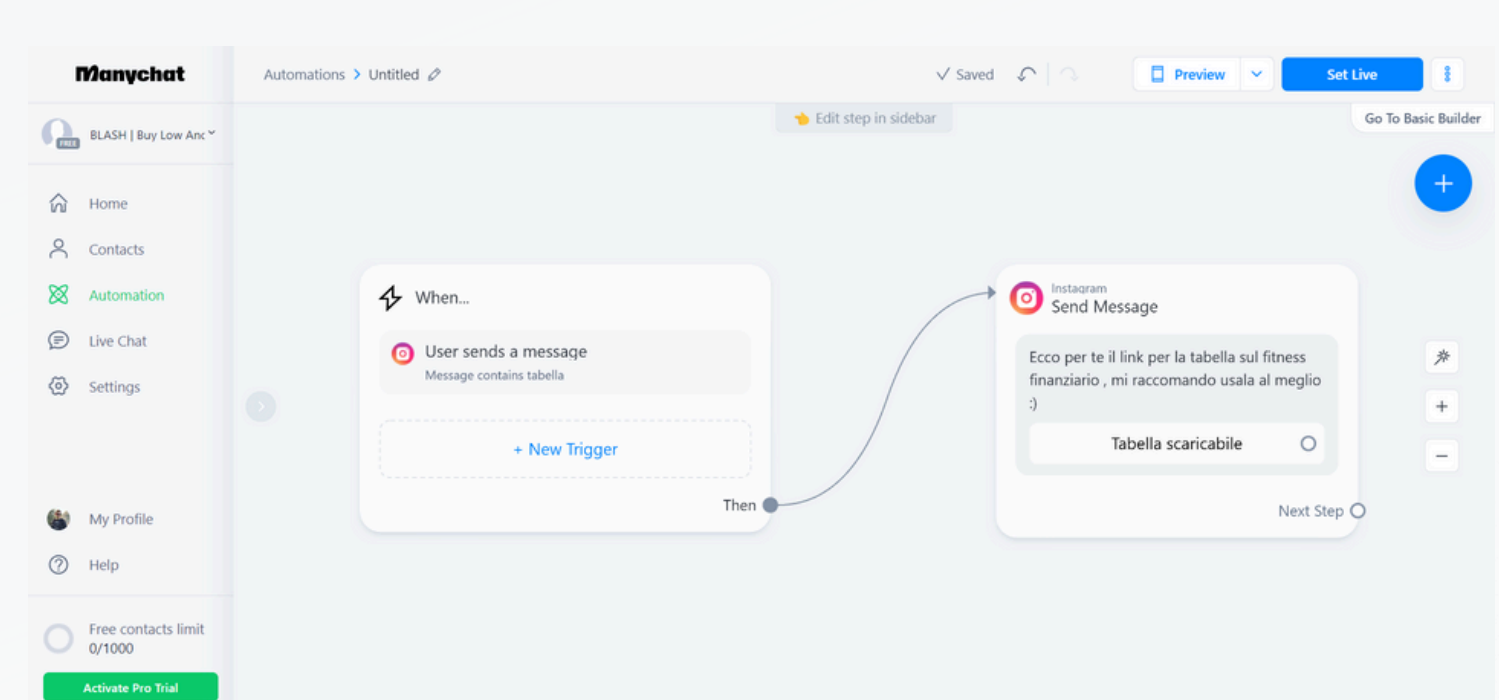 Manychat
Automations > Untitled
Saved
Preview
Set Live
Edit step in sidebar
Go To Basic Builder
BLASH | Buy Low Anc
FREE
Home
Contacts
Automation
Live Chat
Settings
My Profile
Help
Free contacts limit
0/1000
Activate Pro Trial
When...
User sends a message
Message contains tabella
+ New Trigger
Then
Instagram
Send Message
Ecco per te il link per la tabella sul fitness
finanziario , mi raccomando usala al meglio
:)
Tabella scaricabile
Next Step